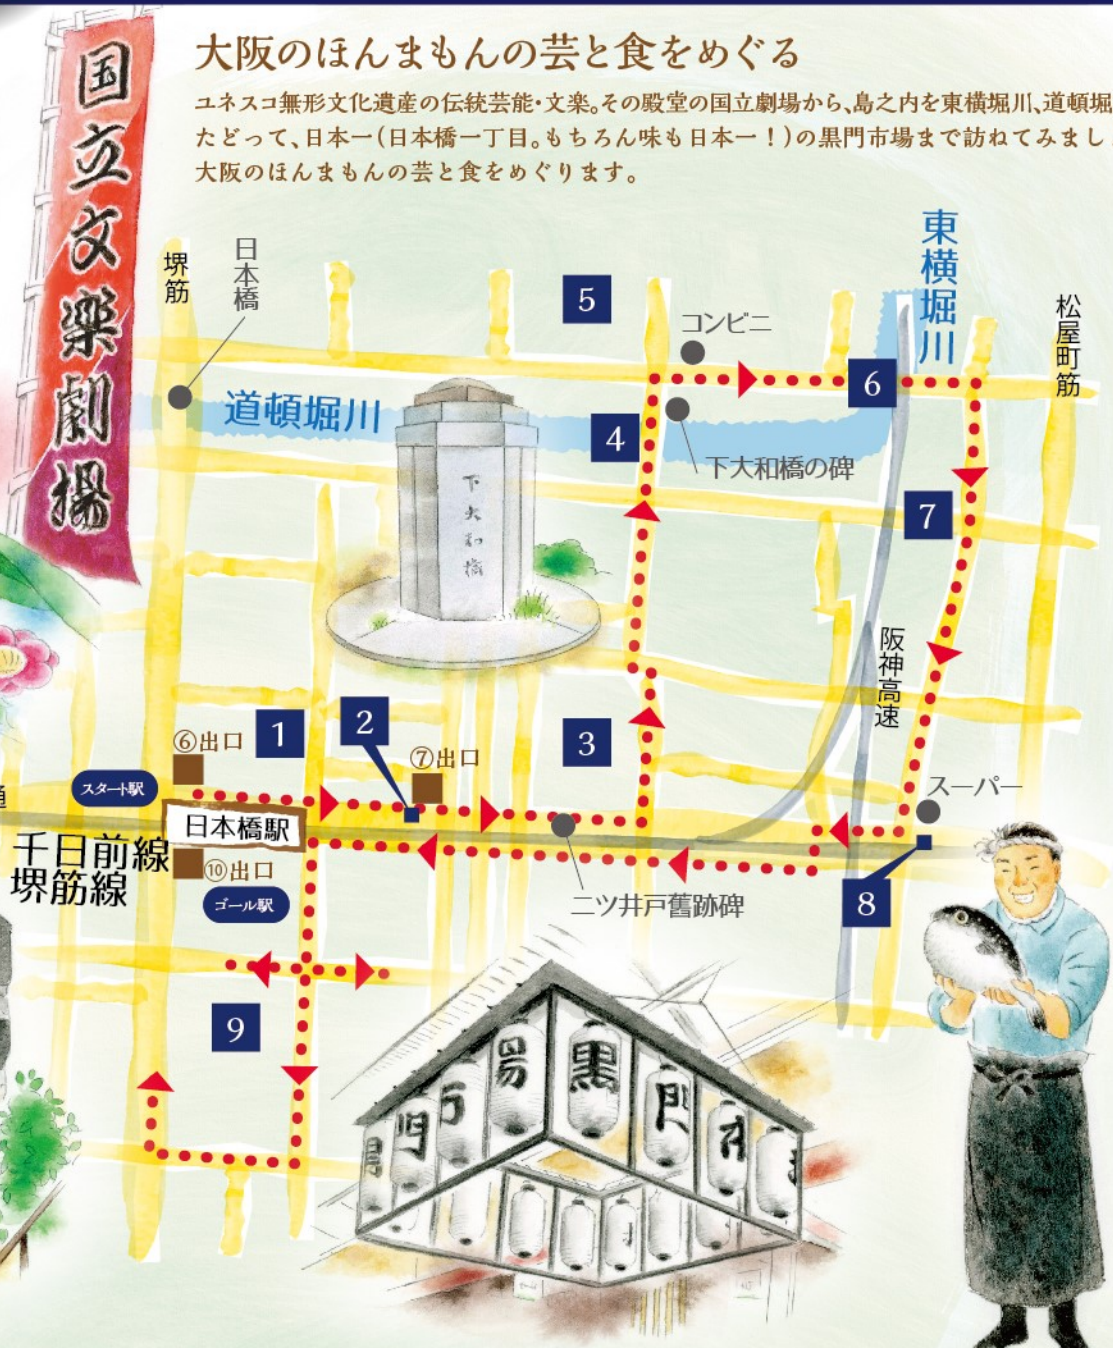 国立文楽劇場
大阪のほんまもんの芸と食をめぐる
ユネスコ無形文化遺産の伝統芸能・文楽。その殿堂の国立劇場から、島之内を東横堀川、道頓堀
たどって、日本一（日本橋一丁目。もちろん味も日本一！）の黒門市場まで訪ねてみまし
大阪のほんまもんの芸と食をめぐります。
堺筋
日本橋
道頓堀川
5
コンビニ
東横堀川
松屋町筋
6
4
下大和橋の碑
下大和橋
7
阪神高速
1
2
3
⑥出口
⑦出口
スタート駅
日本橋駅
千日前線
堺筋線
⑩出口
ゴール駅
二ツ井戸舊跡碑
スーパー
8
9
場
黒
門
市
門
市